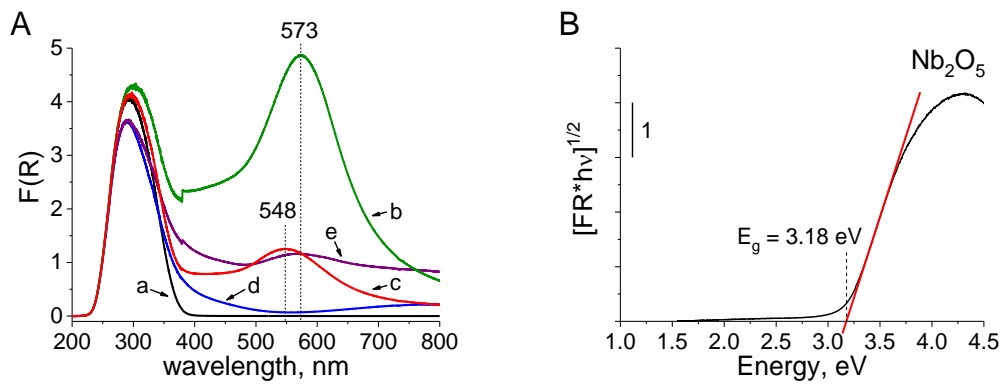 A
573
548
5
4
3
2
1
0
F(R)
a
b
c
d
e
200 300 400 500 600 700 800
wavelength, nm
B
Nb₂O₅
1
[FR*hν]^1/2
E_g = 3.18 eV
1.0 1.5 2.0 2.5 3.0 3.5 4.0 4.5
Energy, eV